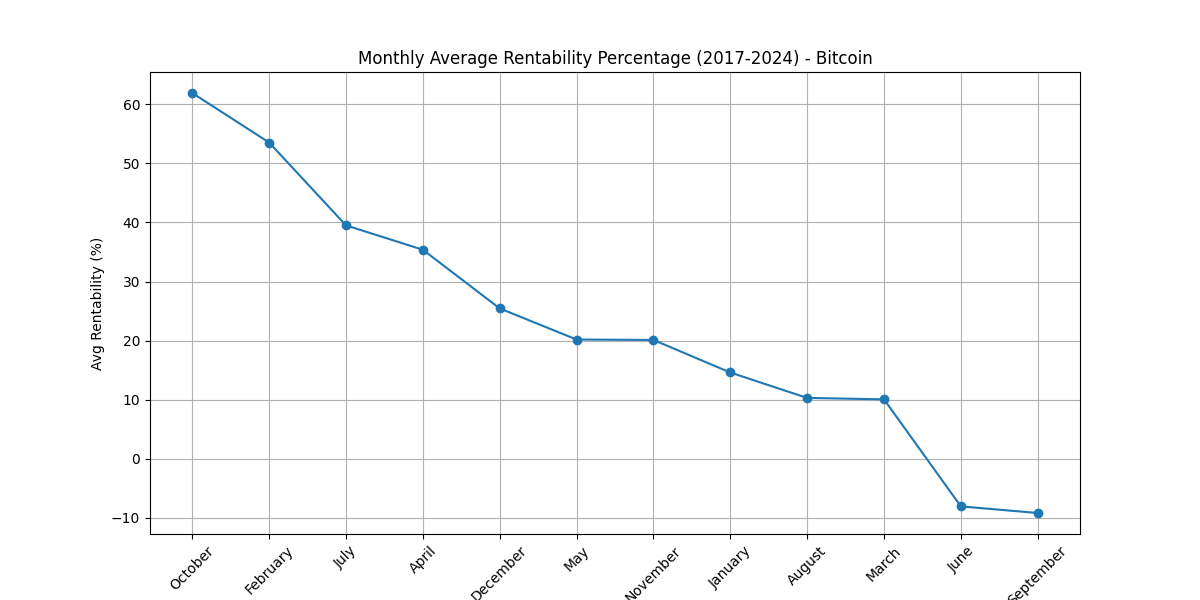 Monthly Average Rentability Percentage (2017-2024) - Bitcoin
Avg Rentability (%)
60
50
40
30
20
10
0
−10
October
February
July
April
December
May
November
January
August
March
June
September